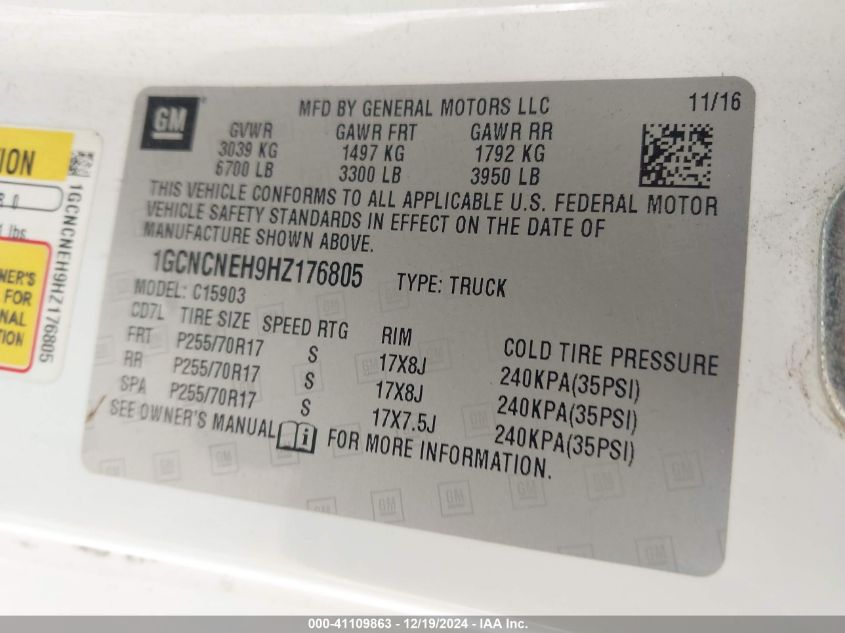 GM
MFD BY GENERAL MOTORS LLC 11/16
GVWR GAWR FRT GAWR RR
3039 KG 1497 KG 1792 KG
6700 LB 3300 LB 3950 LB
THIS VEHICLE CONFORMS TO ALL APPLICABLE U.S. FEDERAL MOTOR
VEHICLE SAFETY STANDARDS IN EFFECT ON THE DATE OF
MANUFACTURE SHOWN ABOVE.
1GCNCNEH9HZ176805 TYPE: TRUCK
MODEL: C15903
CD7L TIRE SIZE SPEED RTG RIM COLD TIRE PRESSURE
FRT P255/70R17 S 17X8J 240KPA(35PSI)
RR P255/70R17 S 17X8J 240KPA(35PSI)
SPA P255/70R17 S 17X7.5J 240KPA(35PSI)
SEE OWNER'S MANUAL i FOR MORE INFORMATION.
1GCNCNEH9HZ176805
lbs
FOR
000-41109863 - 12/19/2024 - IAA, Inc.